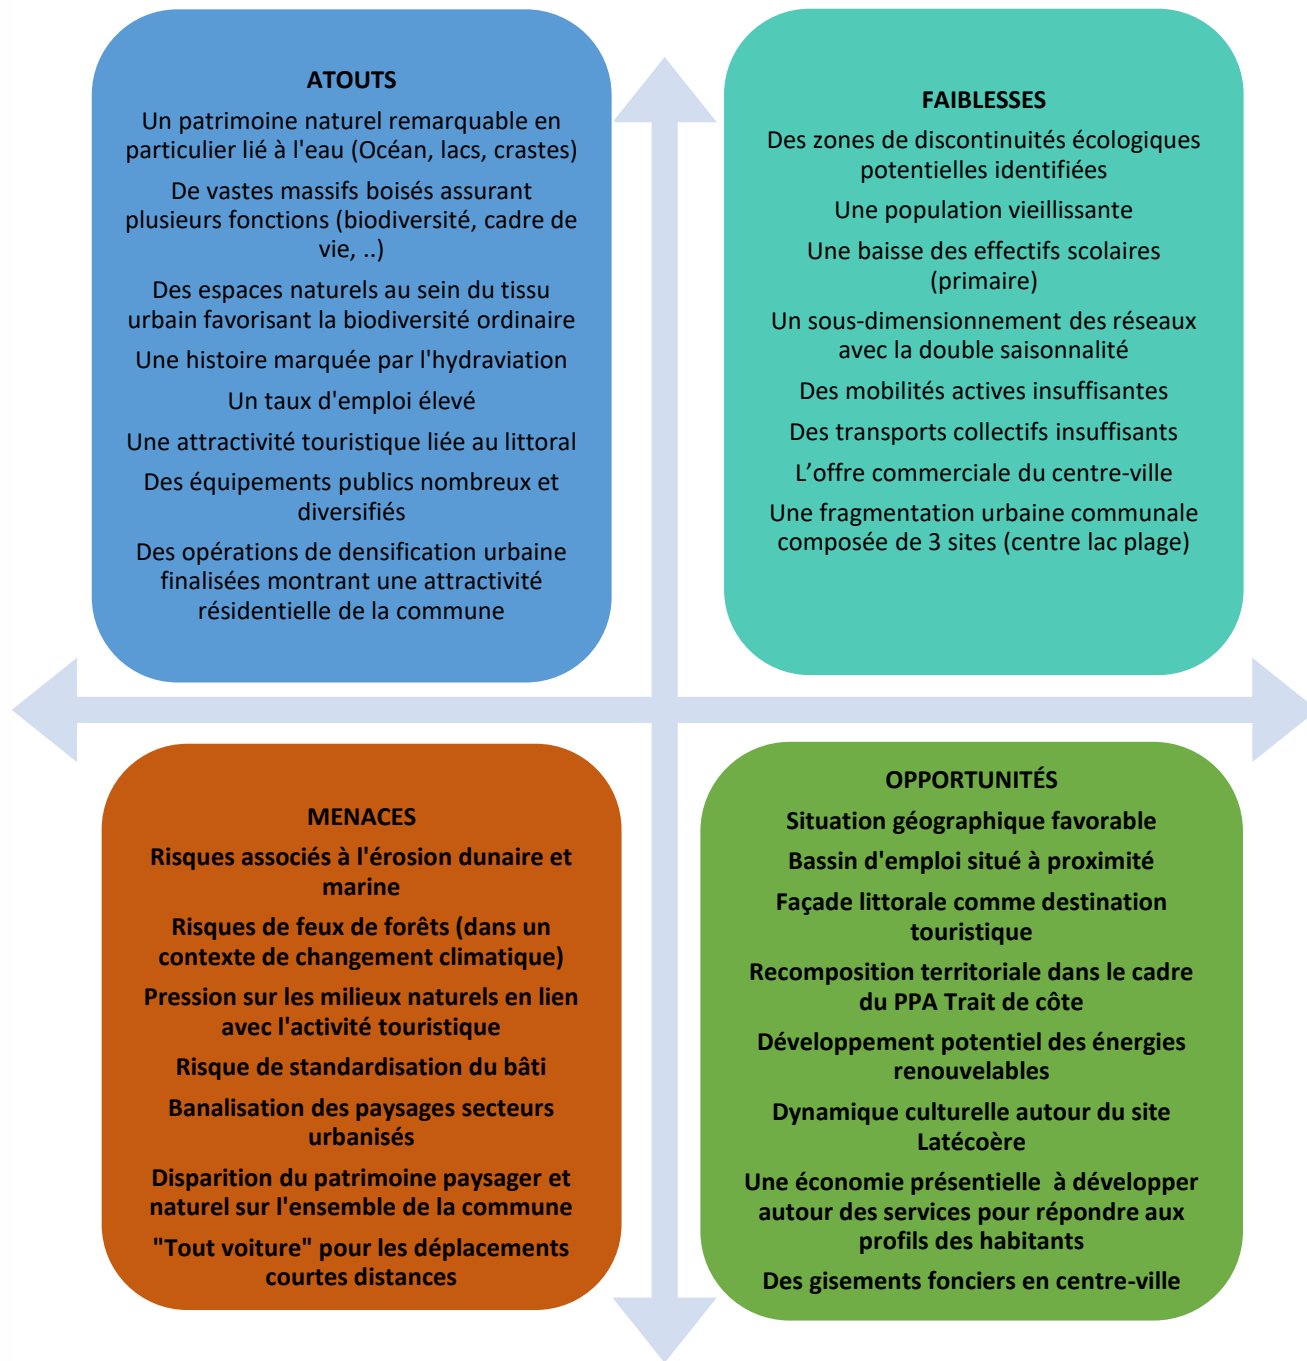 ATOUTS
Un patrimoine naturel remarquable en
particulier lié à l'eau (Océan, lacs, crastes)
De vastes massifs boisés assurant
plusieurs fonctions (biodiversité, cadre de
vie, ..)
Des espaces naturels au sein du tissu
urbain favorisant la biodiversité ordinaire
Une histoire marquée par l'hydraviation
Un taux d'emploi élevé
Une attractivité touristique liée au littoral
Des équipements publics nombreux et
diversifiés
Des opérations de densification urbaine
finalisées montrant une attractivité
résidentielle de la commune
FAIBLESSES
Des zones de discontinuités écologiques
potentielles identifiées
Une population vieillissante
Une baisse des effectifs scolaires
(primaire)
Un sous-dimensionnement des réseaux
avec la double saisonnalité
Des mobilités actives insuffisantes
Des transports collectifs insuffisants
L’offre commerciale du centre-ville
Une fragmentation urbaine communale
composée de 3 sites (centre lac plage)
MENACES
Risques associés à l'érosion dunaire et
marine
Risques de feux de forêts (dans un
contexte de changement climatique)
Pression sur les milieux naturels en lien
avec l'activité touristique
Risque de standardisation du bâti
Banalisation des paysages secteurs
urbanisés
Disparition du patrimoine paysager et
naturel sur l'ensemble de la commune
"Tout voiture" pour les déplacements
courtes distances
OPPORTUNITÉS
Situation géographique favorable
Bassin d'emploi situé à proximité
Façade littorale comme destination
touristique
Recomposition territoriale dans le cadre
du PPA Trait de côte
Développement potentiel des énergies
renouvelables
Dynamique culturelle autour du site
Latécoère
Une économie présentielle  à développer
autour des services pour répondre aux
profils des habitants
Des gisements fonciers en centre-ville